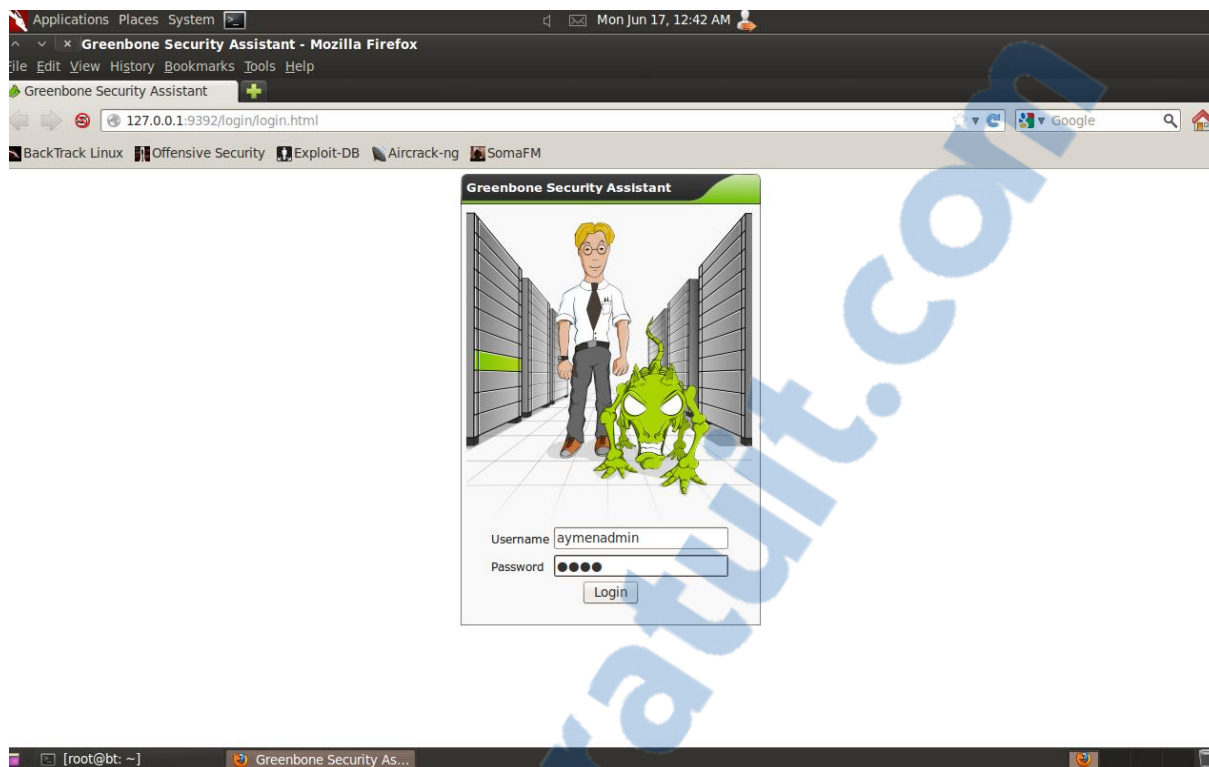 Applications Places System Mon Jun 17, 12:42 AM
Greenbone Security Assistant - Mozilla Firefox
File Edit View History Bookmarks Tools Help
Greenbone Security Assistant
127.0.0.1:9392/login/login.html Google
BackTrack Linux Offensive Security Exploit-DB Aircrack-ng SomaFM
Greenbone Security Assistant
Username aymenadmin
Password ●●●●
Login
[root@bt: ~] Greenbone Security As...
ratuit.com